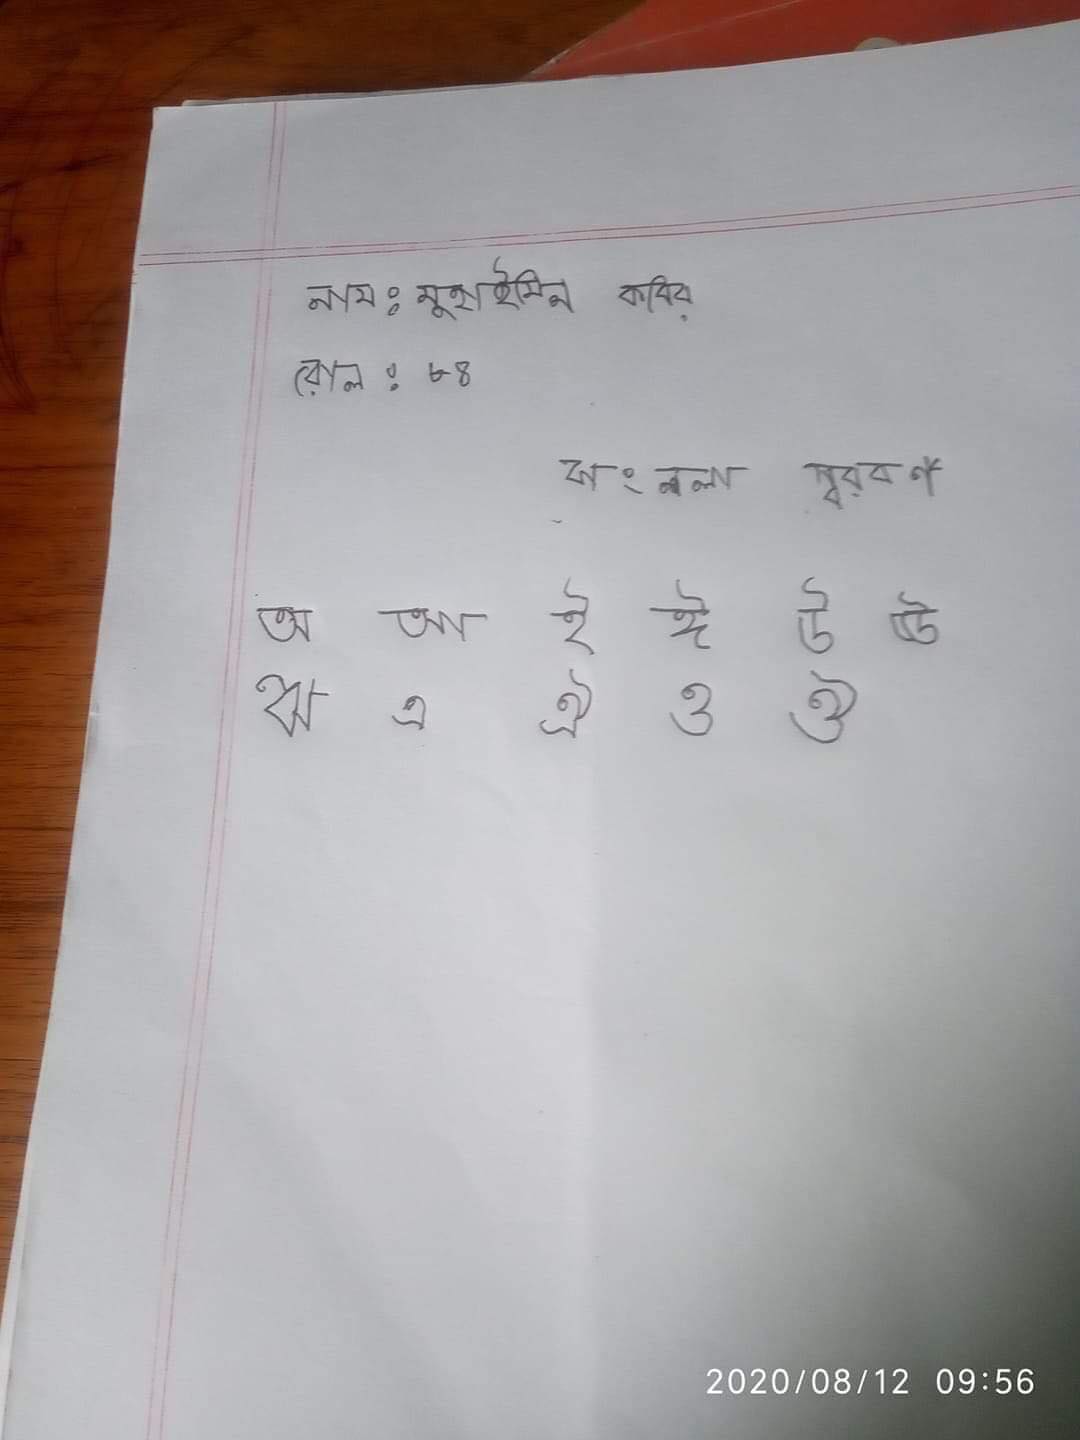 নামঃ মুহাইমিন কবির
রোল : ৮৪
বাংলা স্বরবর্ণ
অ আ ই ঈ উ ঊ
ঋ এ ঐ ও ঔ
2020/08/12 09:56